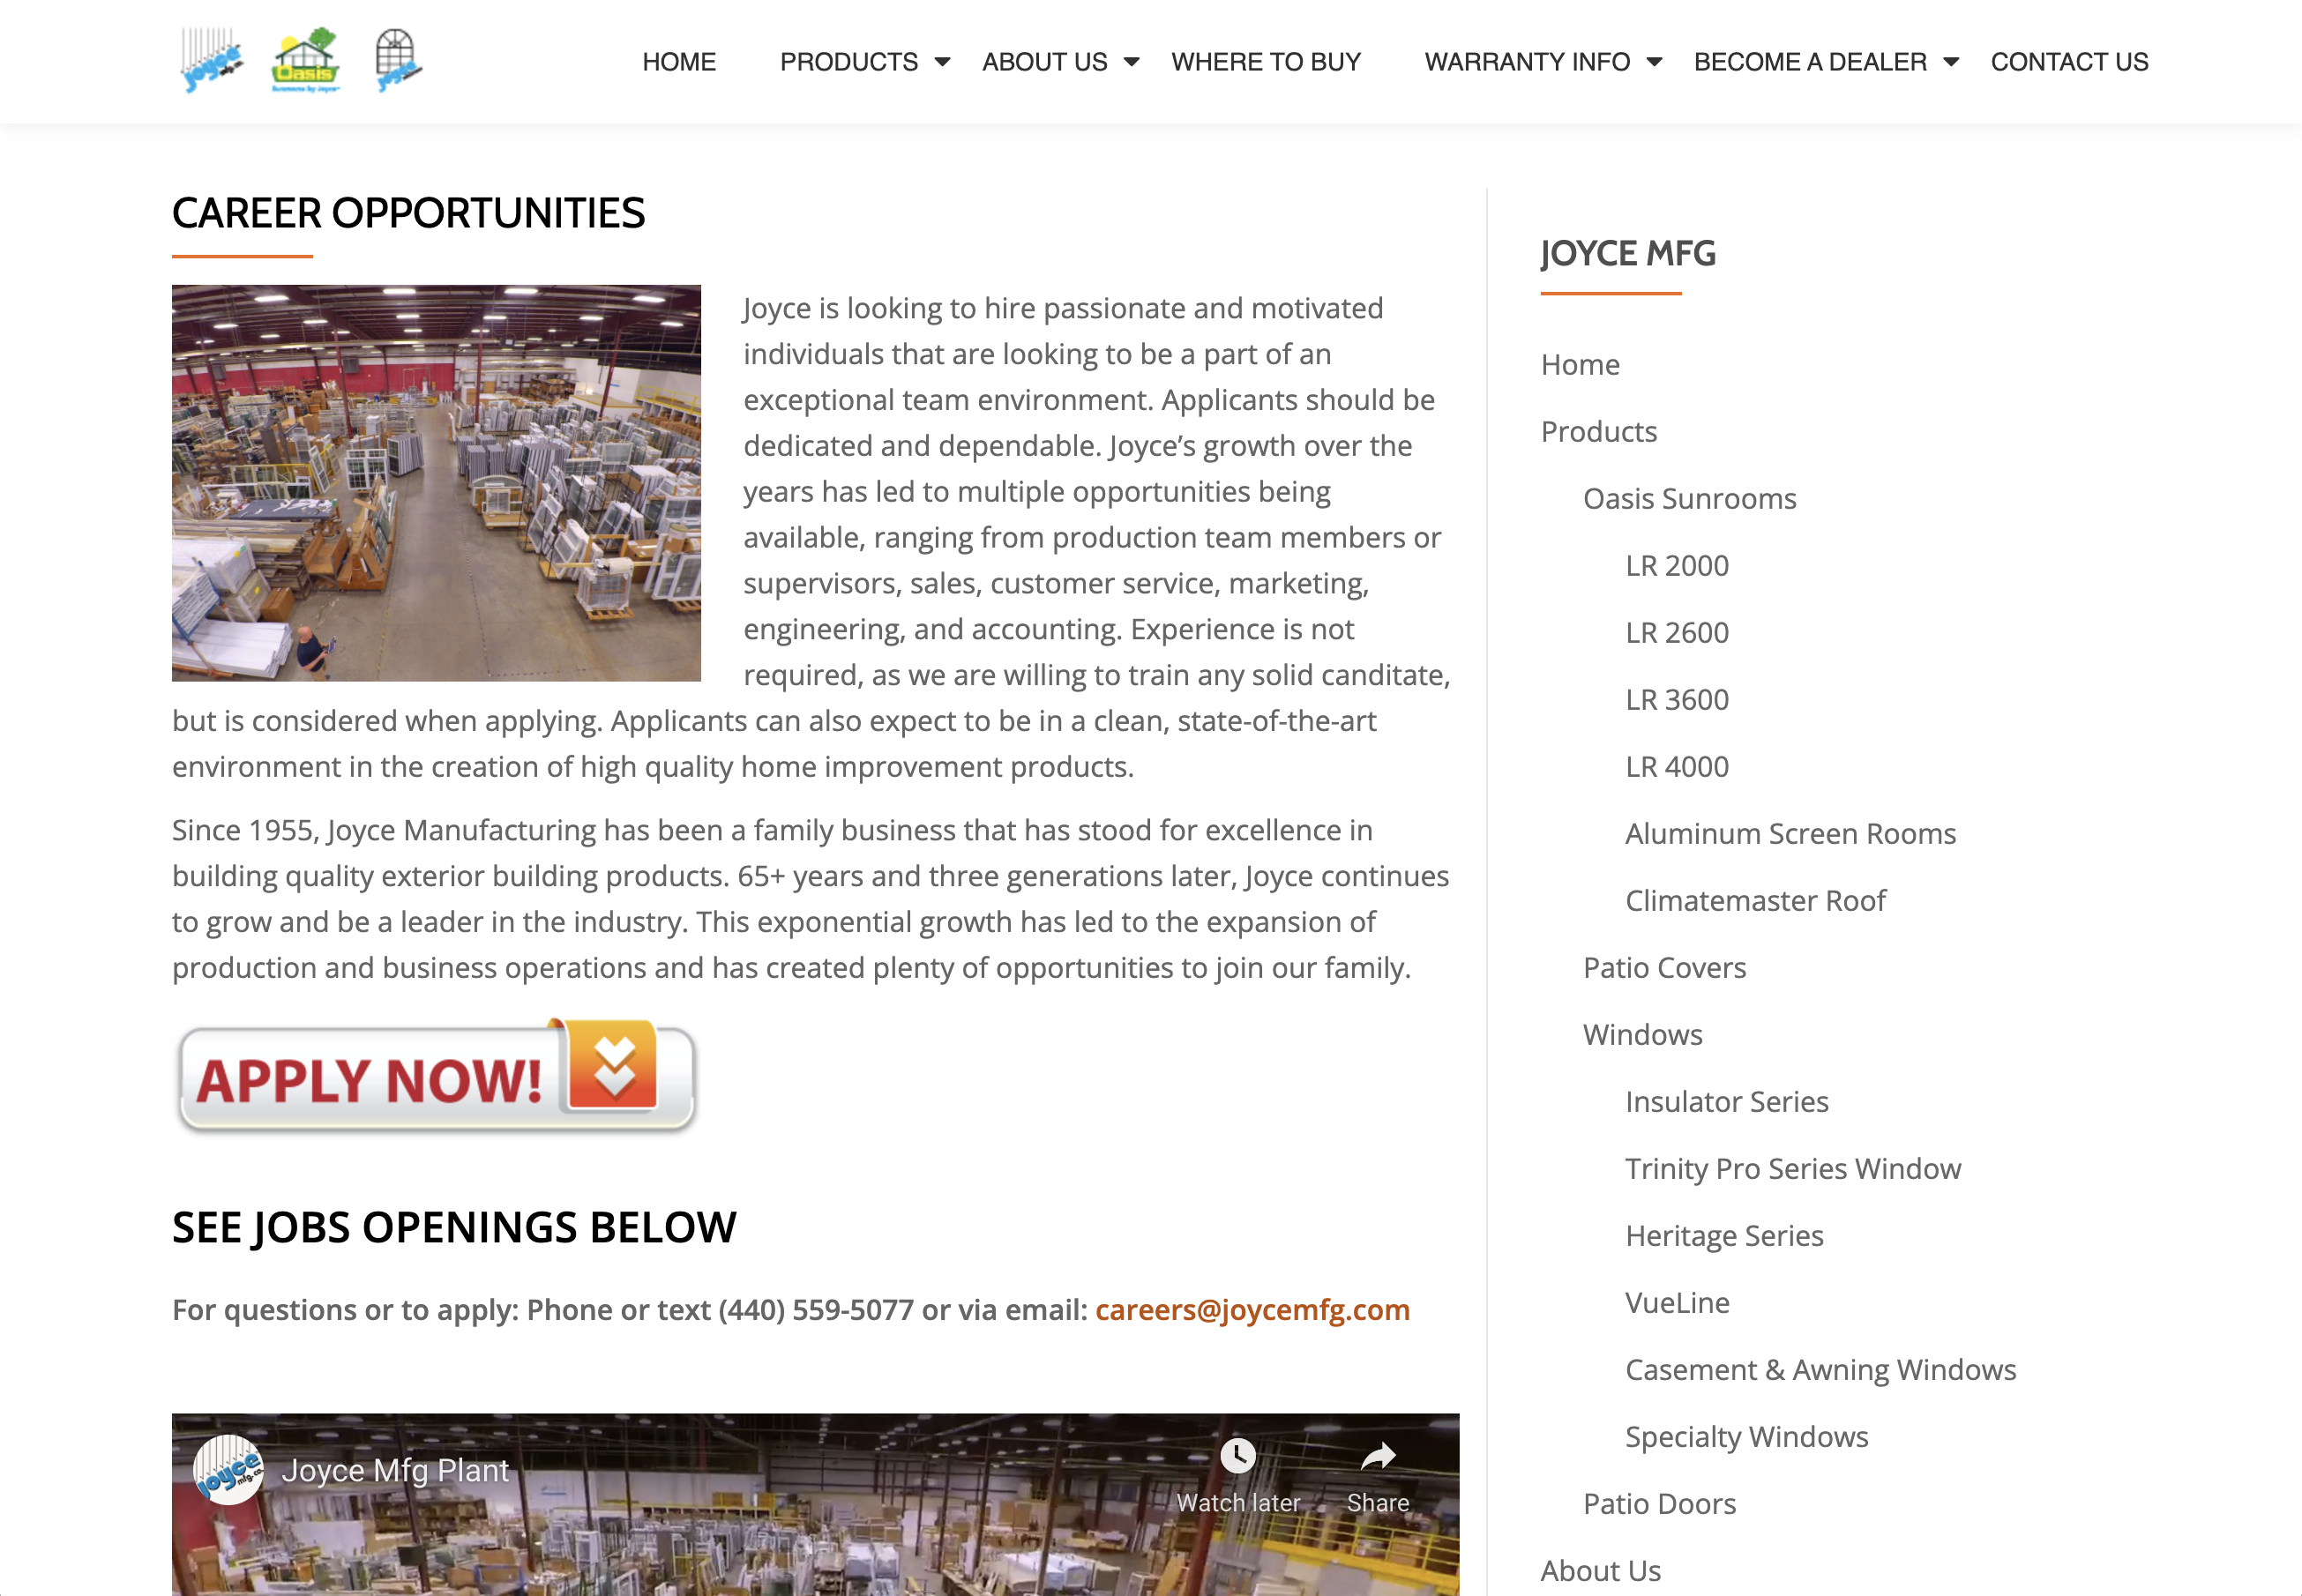 Joyce mfg. co.
Oasis
Sunrooms by Joyce
Joyce
HOME
PRODUCTS
ABOUT US
WHERE TO BUY
WARRANTY INFO
BECOME A DEALER
CONTACT US
CAREER OPPORTUNITIES
Joyce is looking to hire passionate and motivated
individuals that are looking to be a part of an
exceptional team environment. Applicants should be
dedicated and dependable. Joyce’s growth over the
years has led to multiple opportunities being
available, ranging from production team members or
supervisors, sales, customer service, marketing,
engineering, and accounting. Experience is not
required, as we are willing to train any solid canditate,
but is considered when applying. Applicants can also expect to be in a clean, state-of-the-art
environment in the creation of high quality home improvement products.
Since 1955, Joyce Manufacturing has been a family business that has stood for excellence in
building quality exterior building products. 65+ years and three generations later, Joyce continues
to grow and be a leader in the industry. This exponential growth has led to the expansion of
production and business operations and has created plenty of opportunities to join our family.
APPLY NOW!
SEE JOBS OPENINGS BELOW
For questions or to apply: Phone or text (440) 559-5077 or via email: careers@joycemfg.com
Joyce mfg. co.
Joyce Mfg Plant
Watch later
Share
JOYCE MFG
Home
Products
Oasis Sunrooms
LR 2000
LR 2600
LR 3600
LR 4000
Aluminum Screen Rooms
Climatemaster Roof
Patio Covers
Windows
Insulator Series
Trinity Pro Series Window
Heritage Series
VueLine
Casement & Awning Windows
Specialty Windows
Patio Doors
About Us